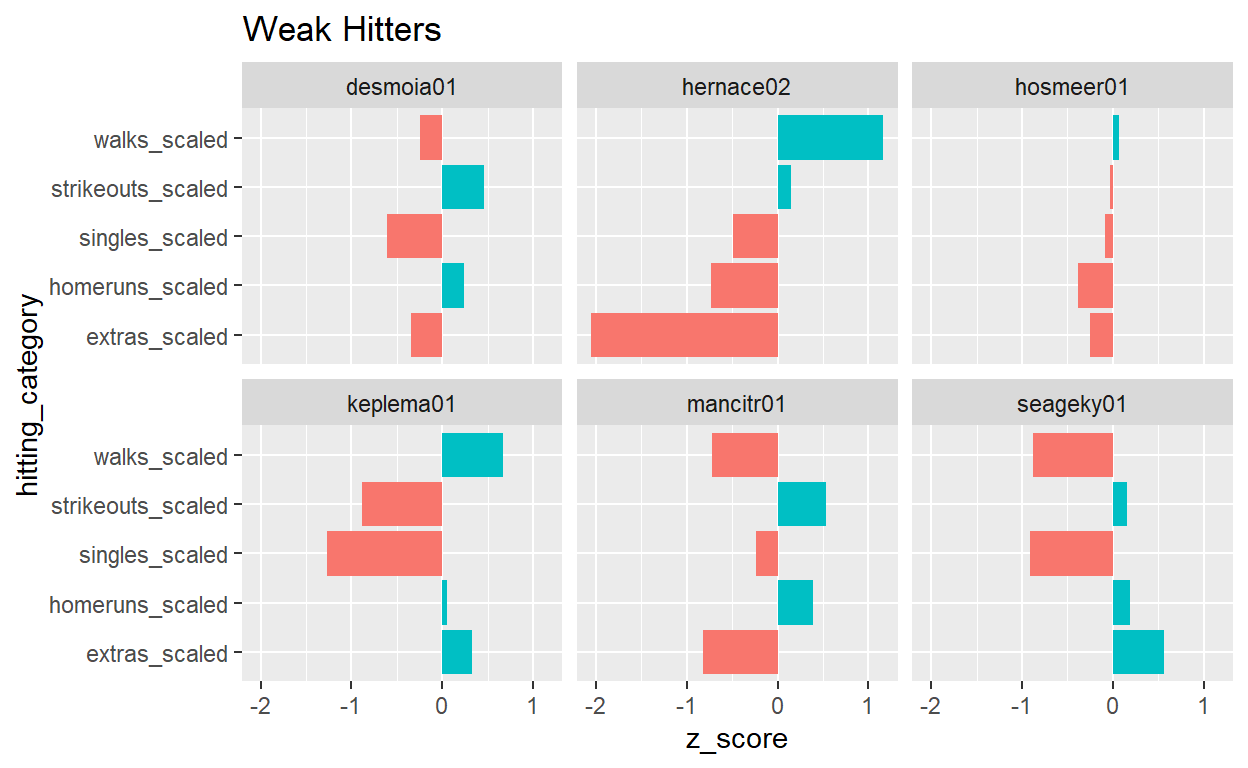 Weak Hitters
desmoia01
hernace02
hosmeer01
walks_scaled
strikeouts_scaled
singles_scaled
homeruns_scaled
extras_scaled
keplema01
mancitr01
seageky01
walks_scaled
strikeouts_scaled
singles_scaled
homeruns_scaled
extras_scaled
hitting_category
-2 -1 0 1
-2 -1 0 1
-2 -1 0 1
z_score